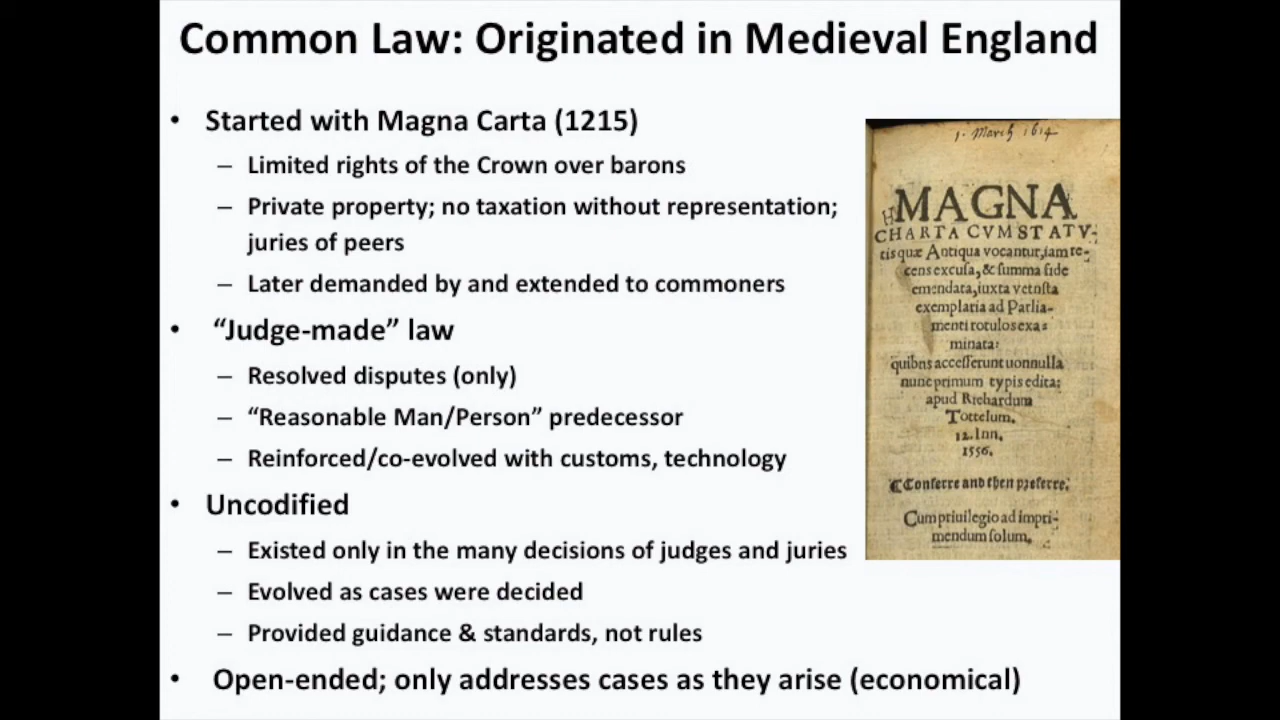 Common Law: Originated in Medieval England
• Started with Magna Carta (1215)
– Limited rights of the Crown over barons
– Private property; no taxation without representation;
juries of peers
– Later demanded by and extended to commoners
• “Judge-made” law
– Resolved disputes (only)
– “Reasonable Man/Person” predecessor
– Reinforced/co-evolved with customs, technology
• Uncodified
– Existed only in the many decisions of judges and juries
– Evolved as cases were decided
– Provided guidance & standards, not rules
• Open-ended; only addresses cases as they arise (economical)
1. March 1614
MAGNA
CHARTA CVM STATV-
tis quæ Antiqua vocantur, iam re-
cens excusa, & summa fide
emendata, iuxta vetusta
exemplaria ad Parlia-
menti rotulos exa-
minata:
quibus accesserunt nonnulla
nunc primum typis edita:
apud Richardum
Tottelum.
12. Iun.
1556.
Conferre and then preferre.
Cum priuilegio ad impri-
mendum solum.